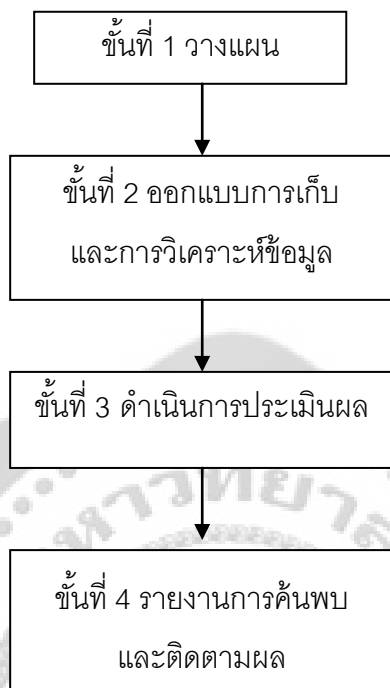 ขั้นที่ 1 วางแผน
ขั้นที่ 2 ออกแบบการเก็บ
และการวิเคราะห์ข้อมูล
ขั้นที่ 3 ดำเนินการประเมินผล
ขั้นที่ 4 รายงานการค้นพบ
และติดตามผล